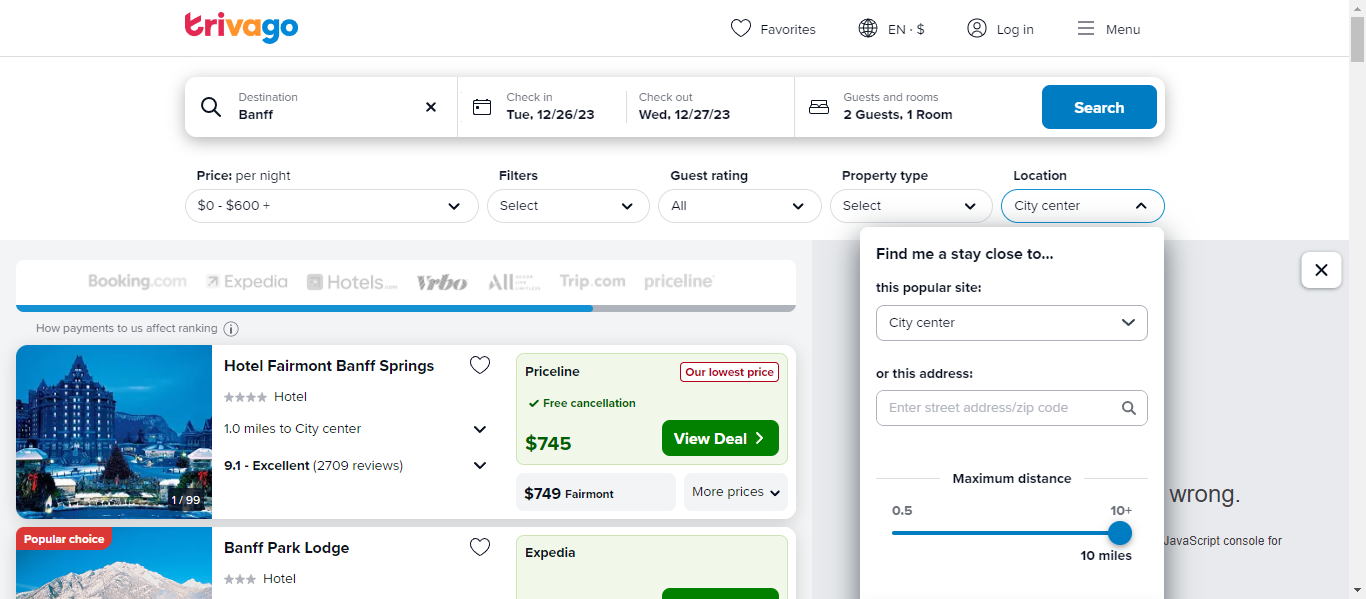 trivago
Favorites
EN · $
Log in
Menu
Destination
Banff
Check in
Tue, 12/26/23
Check out
Wed, 12/27/23
Guests and rooms
2 Guests, 1 Room
Search
Price: per night
$0 - $600 +
Filters
Select
Guest rating
All
Property type
Select
Location
City center
Find me a stay close to...
this popular site:
City center
or this address:
Enter street address/zip code
Maximum distance
0.5
10+
10 miles
wrong.
JavaScript console for
Booking.com
Expedia
Hotels.com
Vrbo
All
Trip.com
priceline
How payments to us affect ranking
Hotel Fairmont Banff Springs
Hotel
1.0 miles to City center
9.1 - Excellent (2709 reviews)
1 / 99
Priceline
Our lowest price
Free cancellation
$745
View Deal
$749 Fairmont
More prices
Popular choice
Banff Park Lodge
Hotel
Expedia